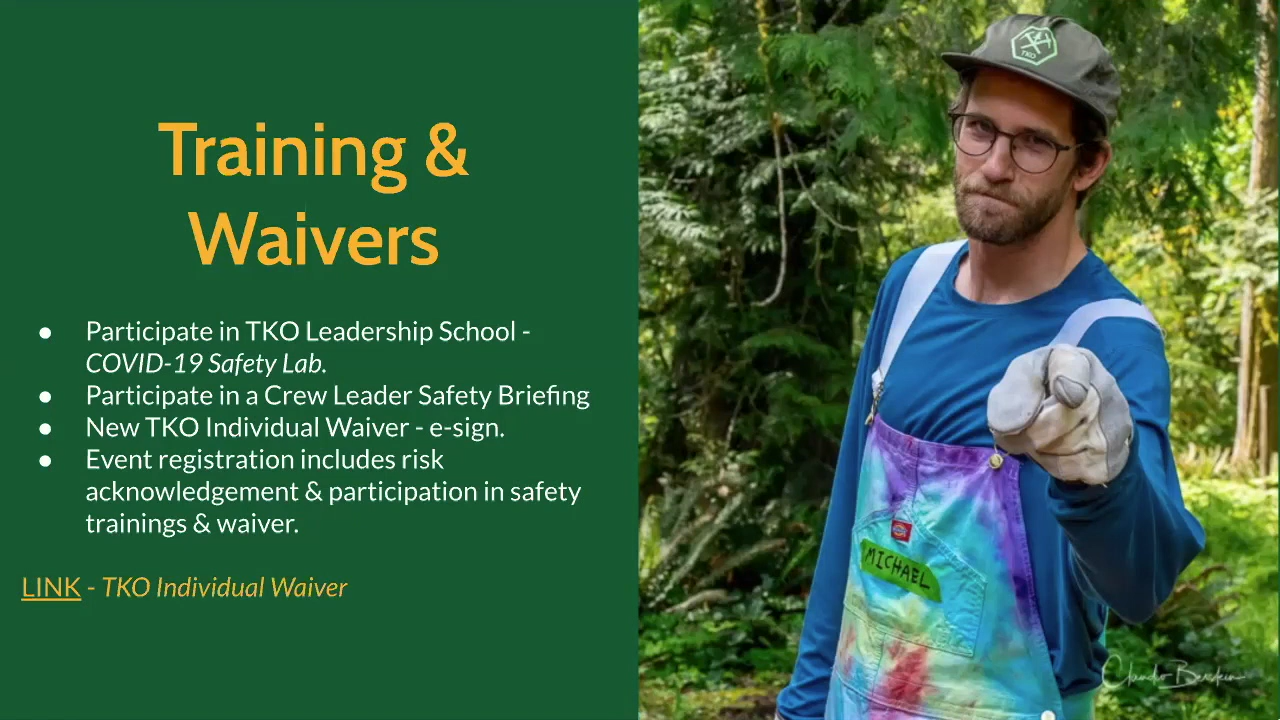 Training &
Waivers
● Participate in TKO Leadership School -
COVID-19 Safety Lab.
● Participate in a Crew Leader Safety Briefing
● New TKO Individual Waiver - e-sign.
● Event registration includes risk
acknowledgement & participation in safety
trainings & waiver.
LINK - TKO Individual Waiver
TKO
Dickies
MICHAEL